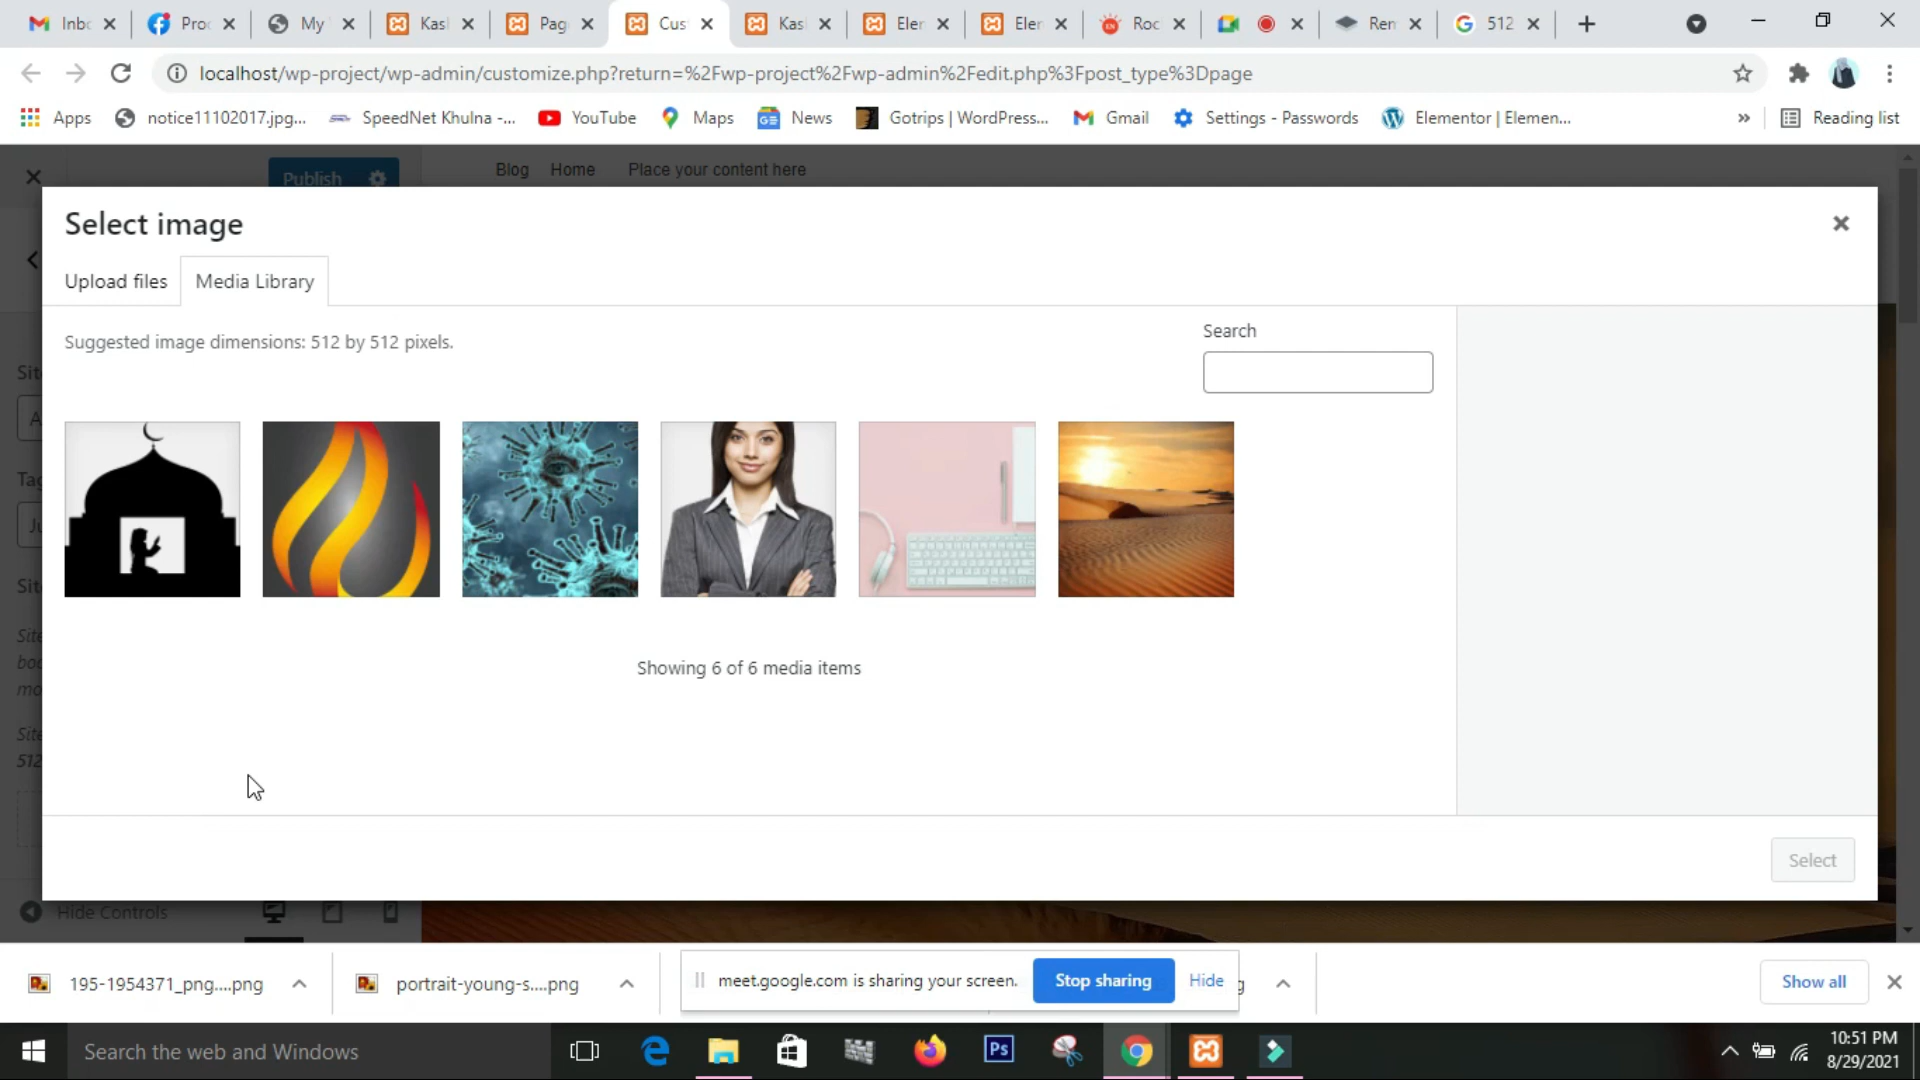 Inbo
Proc
My
Kasl
Pag
Cus
Kas
Eler
Eler
Roc
Ren
512
localhost/wp-project/wp-admin/customize.php?return=%2Fwp-project%2Fwp-admin%2Fedit.php%3Fpost_type%3Dpage
Apps
notice11102017.jpg...
SpeedNet Khulna -...
YouTube
Maps
News
Gotrips | WordPress...
Gmail
Settings - Passwords
Elementor | Elemen...
»
Reading list
Publish
Blog Home Place your content here
Select image
Upload files
Media Library
Suggested image dimensions: 512 by 512 pixels.
Search
Showing 6 of 6 media items
Select
Hide Controls
195-1954371_png....png
portrait-young-s....png
meet.google.com is sharing your screen.
Stop sharing
Hide
Show all
Search the web and Windows
Ps
10:51 PM
8/29/2021